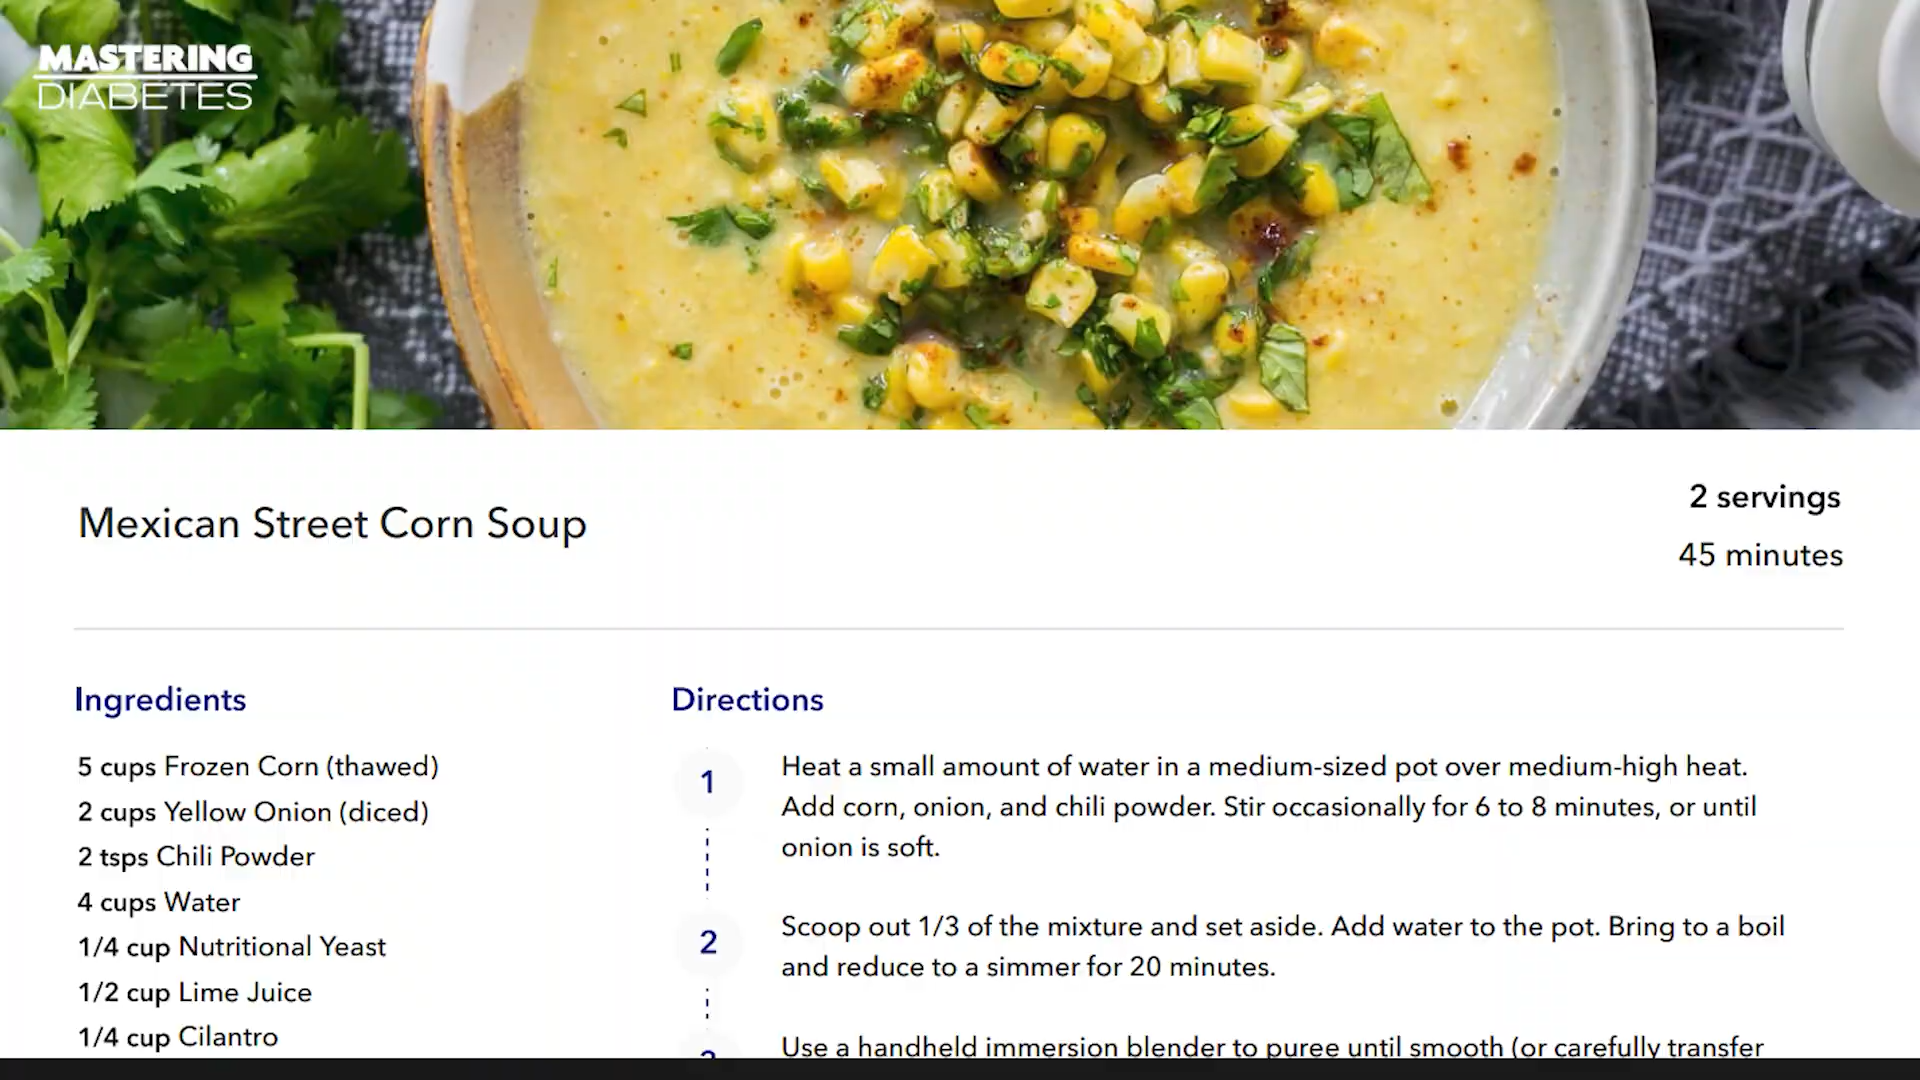 MASTERING
DIABETES
Mexican Street Corn Soup
2 servings
45 minutes
Ingredients
5 cups Frozen Corn (thawed)
2 cups Yellow Onion (diced)
2 tsps Chili Powder
4 cups Water
1/4 cup Nutritional Yeast
1/2 cup Lime Juice
1/4 cup Cilantro
Directions
1
Heat a small amount of water in a medium-sized pot over medium-high heat.
Add corn, onion, and chili powder. Stir occasionally for 6 to 8 minutes, or until
onion is soft.
2
Scoop out 1/3 of the mixture and set aside. Add water to the pot. Bring to a boil
and reduce to a simmer for 20 minutes.
Use a handheld immersion blender to puree until smooth (or carefully transfer